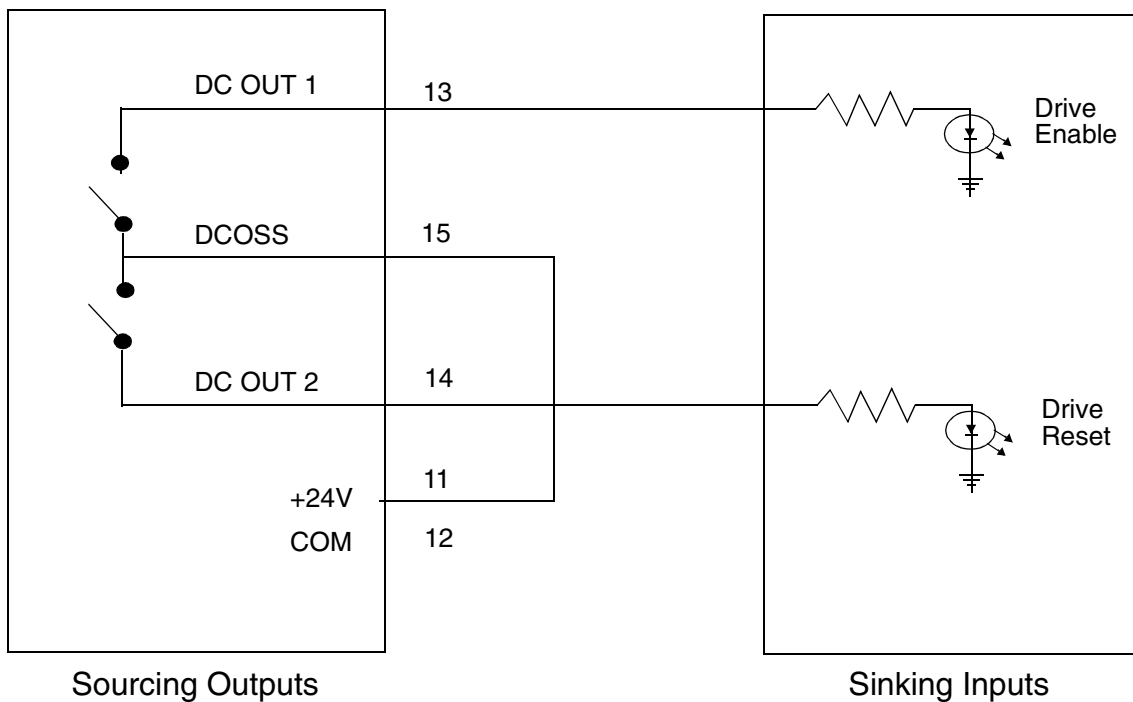 DC OUT 1
13
Drive
Enable
DCOSS
15
DC OUT 2
14
Drive
Reset
+24V
11
COM
12
Sourcing Outputs
Sinking Inputs